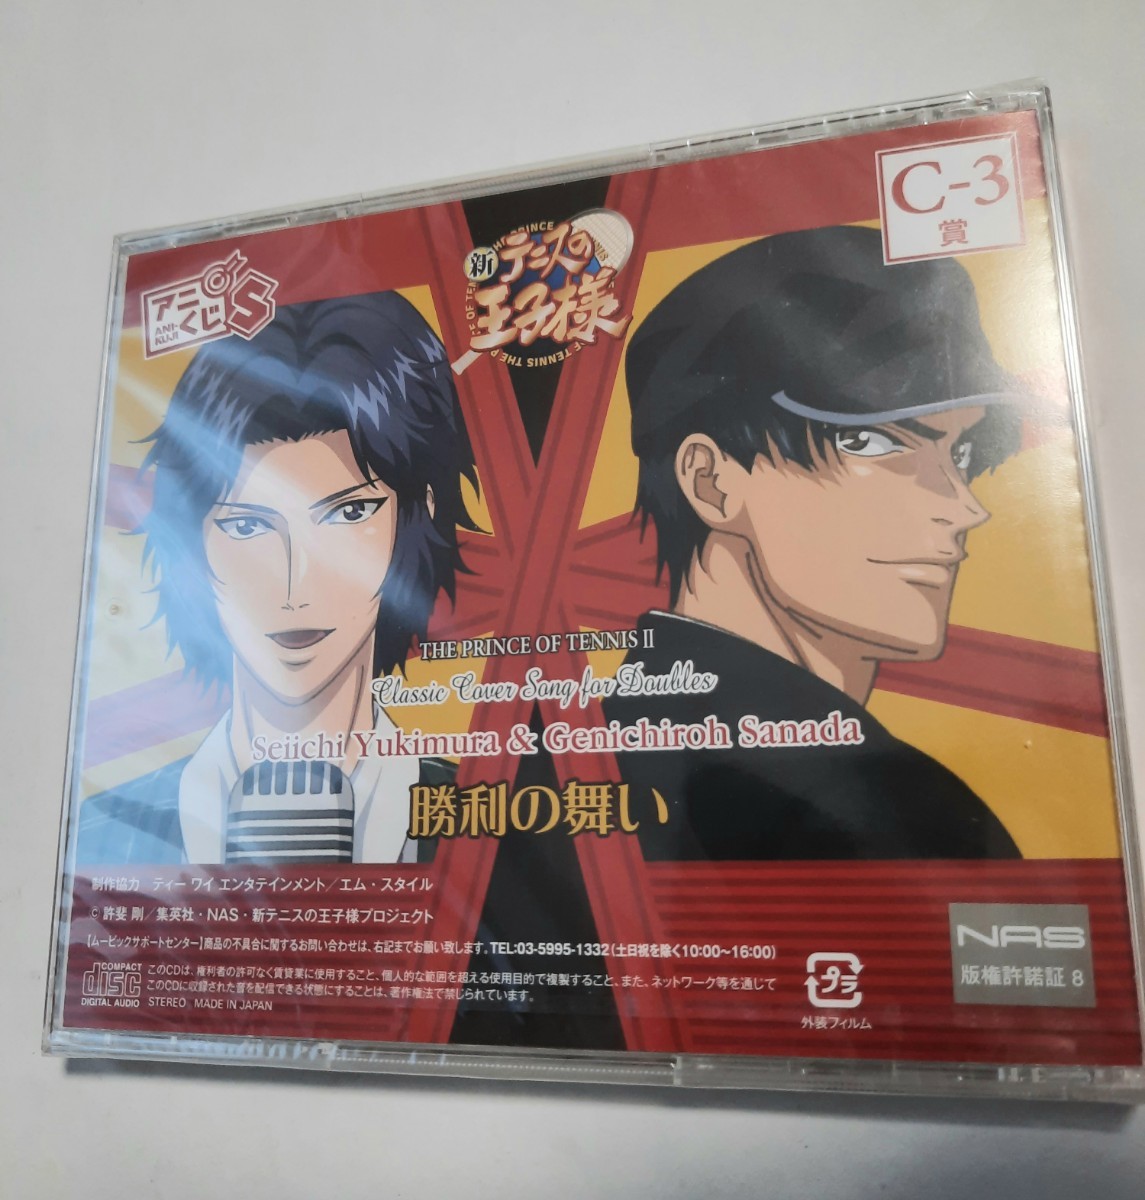 C-3
賞
アニくじS
ANI-KUJI
新テニスの王子様
THE PRINCE OF TENNIS
THE PRINCE OF TENNIS II
Classic Cover Song for Doubles
Seiichi Yukimura & Genichiroh Sanada
勝利の舞い
制作協力 ティー ワイ エンタテインメント/エム・スタイル
© 許斐 剛/集英社・NAS・新テニスの王子様プロジェクト
【ムービックサポートセンター】商品の不具合に関するお問い合わせは、右記までお願い致します。TEL:03-5995-1332(土日祝を除く10:00~16:00)
COMPACT disc DIGITAL AUDIO
このCDは、権利者の許可なく賃貸業に使用すること、個人的な範囲を超える使用目的で複製すること、また、ネットワーク等を通じて
このCDに収録された音を配信できる状態にすることは、著作権法で禁じられています。
STEREO MADE IN JAPAN
プラ
外装フィルム
NAS
版権許諾証 8